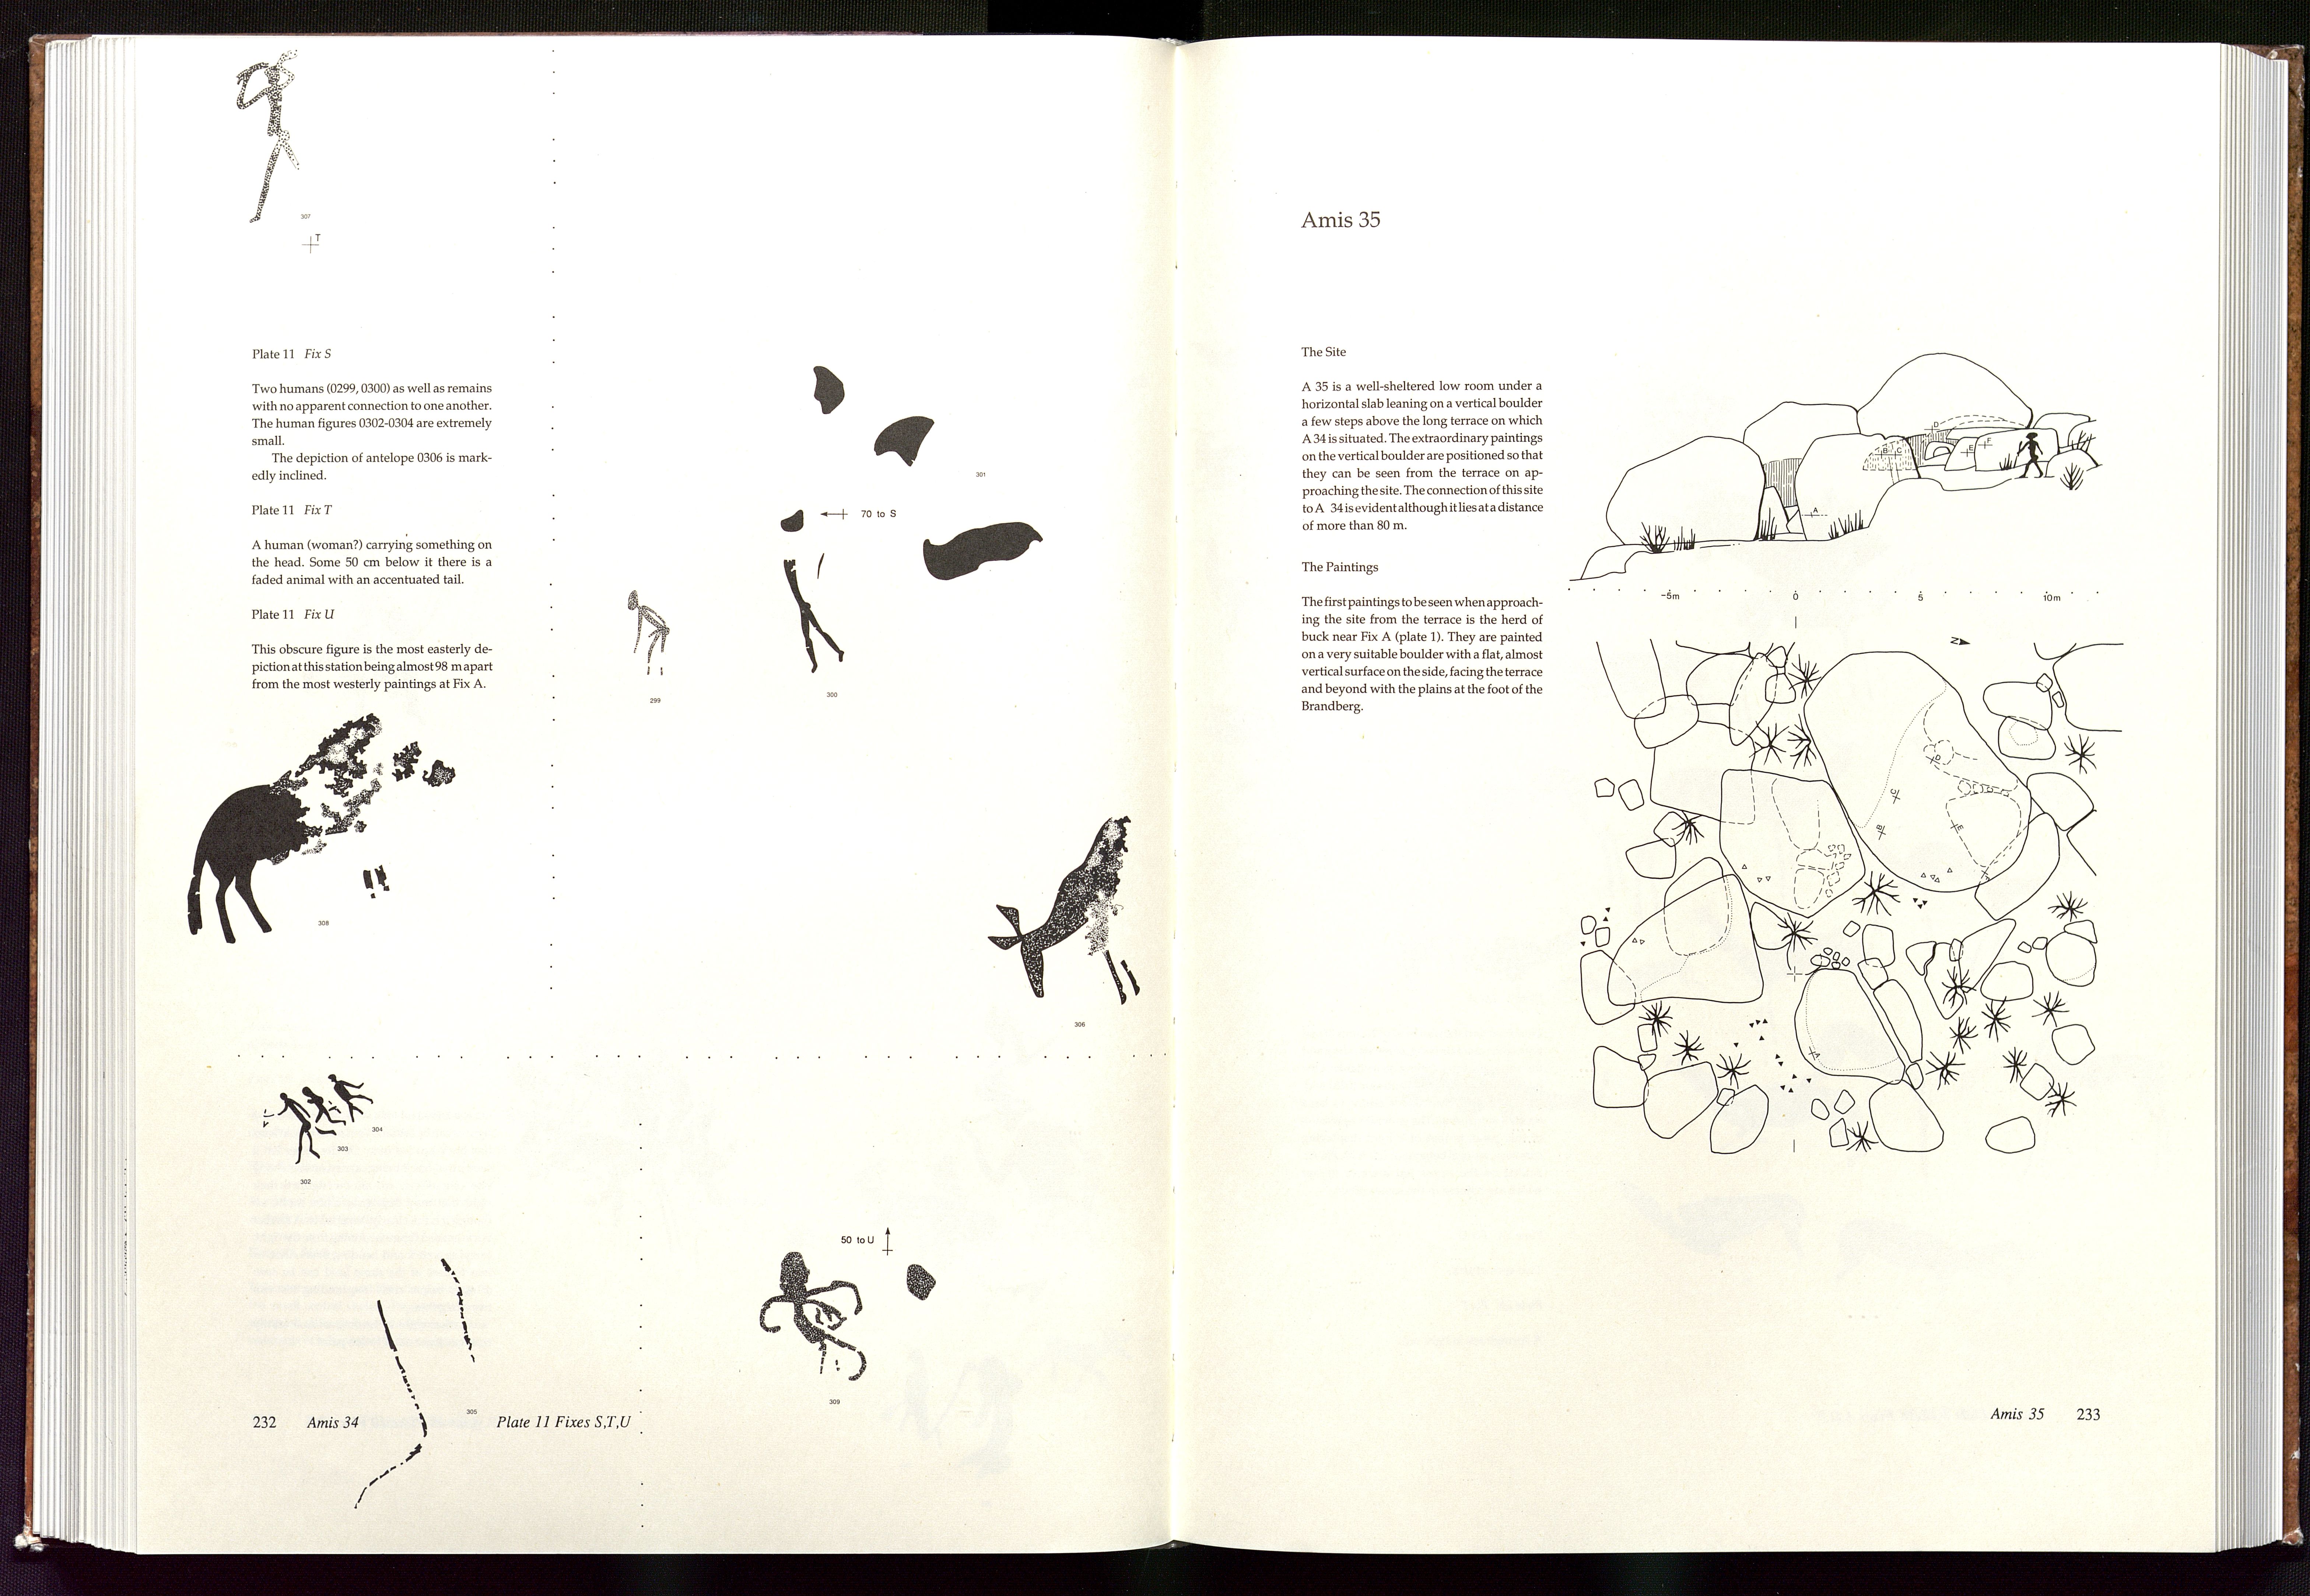 307
T
Plate 11 Fix S
Two humans (0299, 0300) as well as remains
with no apparent connection to one another.
The human figures 0302-0304 are extremely
small.
The depiction of antelope 0306 is mark-
edly inclined.
Plate 11 Fix T
A human (woman?) carrying something on
the head. Some 50 cm below it there is a
faded animal with an accentuated tail.
Plate 11 Fix U
This obscure figure is the most easterly de-
piction at this station being almost 98 m apart
from the most westerly paintings at Fix A.
301
70 to S
299
300
308
306
304
303
302
50 to U
305
309
232 Amis 34 Plate 11 Fixes S,T,U
Amis 35
The Site
A 35 is a well-sheltered low room under a
horizontal slab leaning on a vertical boulder
a few steps above the long terrace on which
A 34 is situated. The extraordinary paintings
on the vertical boulder are positioned so that
they can be seen from the terrace on ap-
proaching the site. The connection of this site
to A 34 is evident although it lies at a distance
of more than 80 m.
The Paintings
The first paintings to be seen when approach-
ing the site from the terrace is the herd of
buck near Fix A (plate 1). They are painted
on a very suitable boulder with a flat, almost
vertical surface on the side, facing the terrace
and beyond with the plains at the foot of the
Brandberg.
D
B C E F
A
-5m 0 5 10m
N
D
C
B
E
A
Amis 35 233